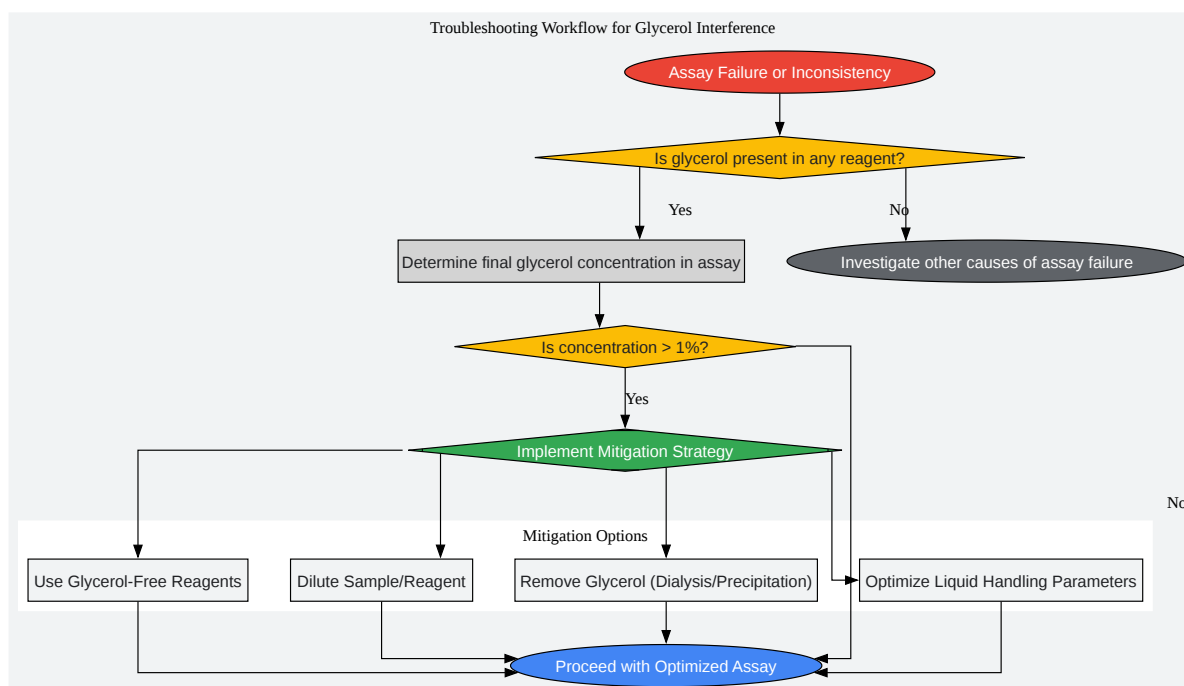 Troubleshooting Workflow for Glycerol Interference
Assay Failure or Inconsistency
Is glycerol present in any reagent?
Yes
No
Determine final glycerol concentration in assay
Investigate other causes of assay failure
Is concentration > 1%?
Yes
Implement Mitigation Strategy
No
Mitigation Options
Use Glycerol-Free Reagents
Dilute Sample/Reagent
Remove Glycerol (Dialysis/Precipitation)
Optimize Liquid Handling Parameters
Proceed with Optimized Assay